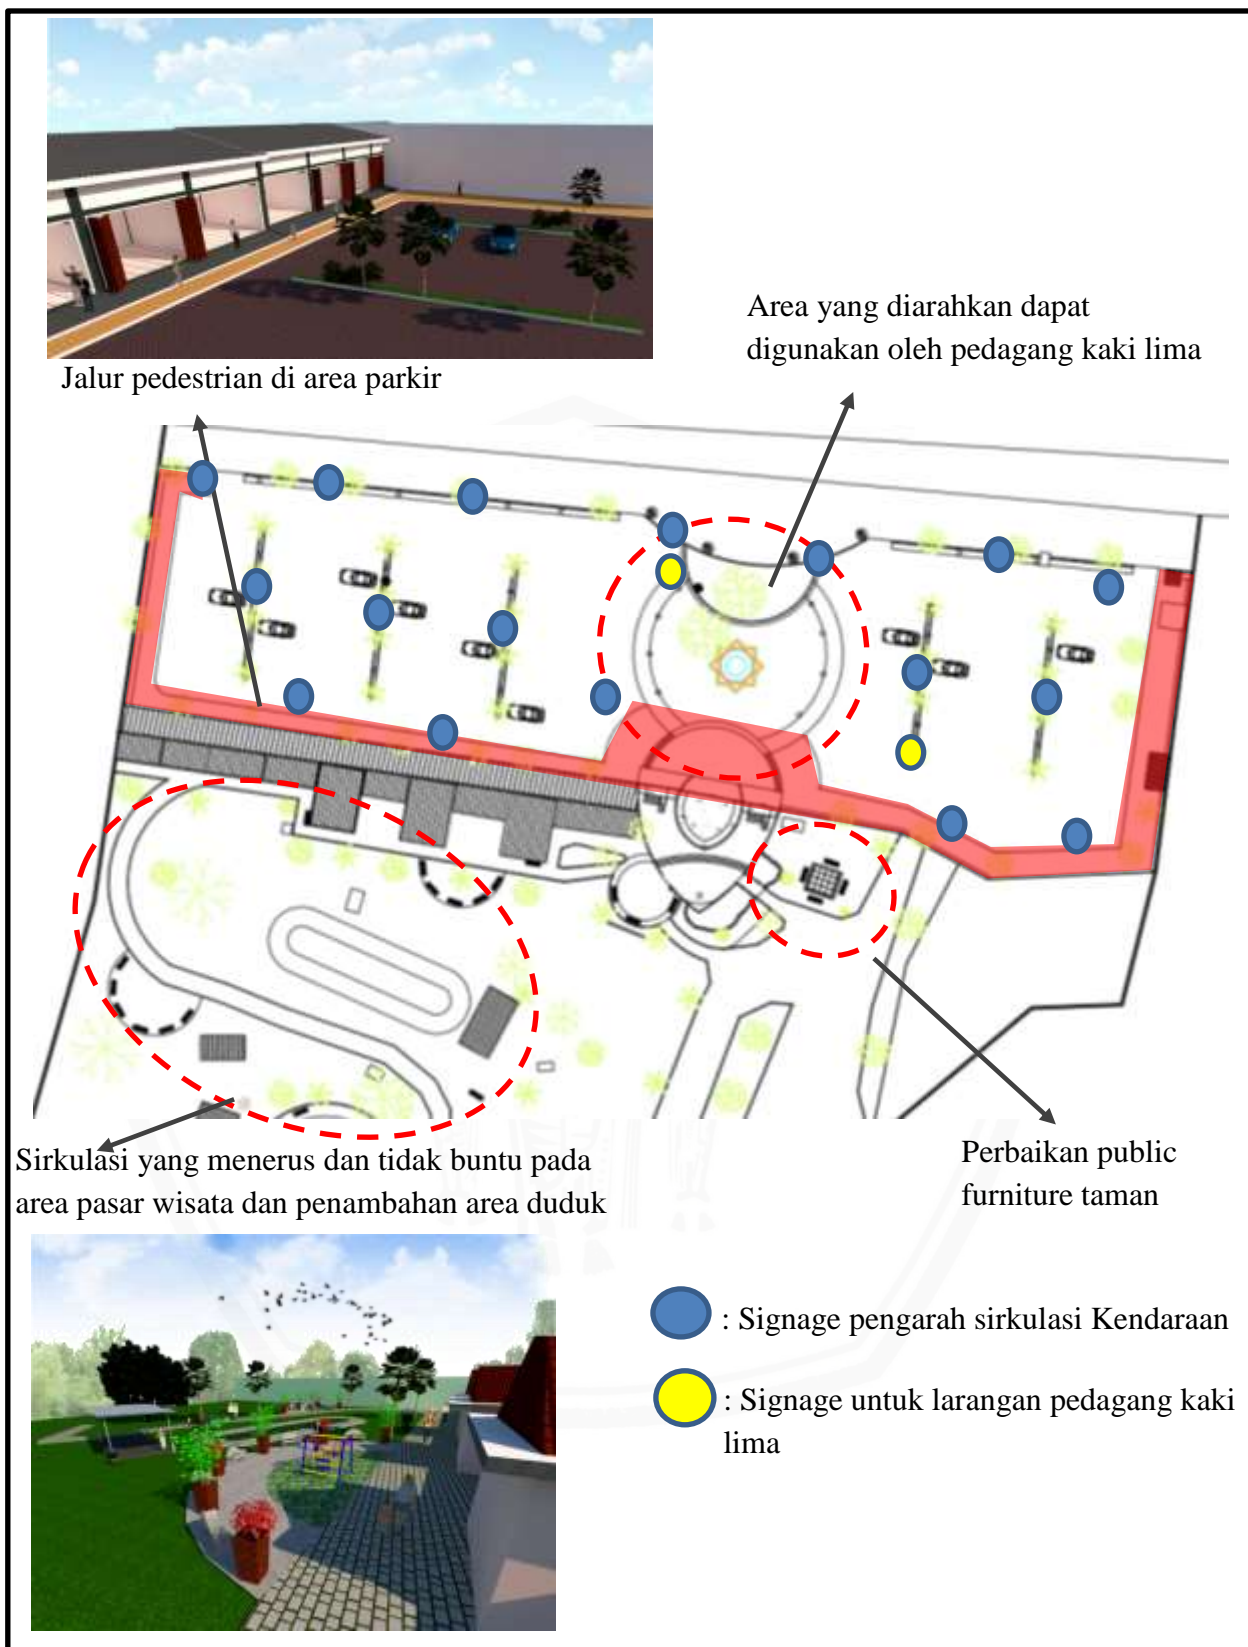 Area yang diarahkan dapat
digunakan oleh pedagang kaki lima
Jalur pedestrian di area parkir
Sirkulasi yang menerus dan tidak buntu pada
area pasar wisata dan penambahan area duduk
Perbaikan public
furniture taman
: Signage pengarah sirkulasi Kendaraan
: Signage untuk larangan pedagang kaki
lima